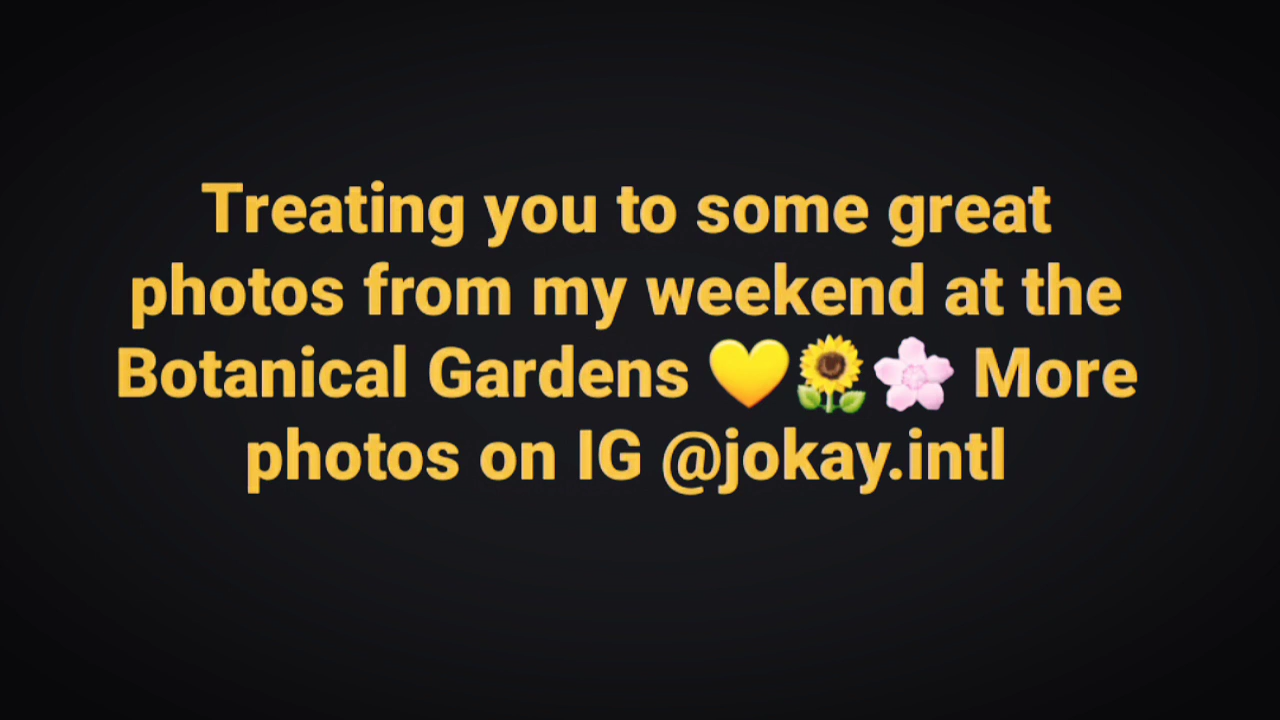 Treating you to some great
photos from my weekend at the
Botanical Gardens 💛🌻🌸 More
photos on IG @jokay.intl